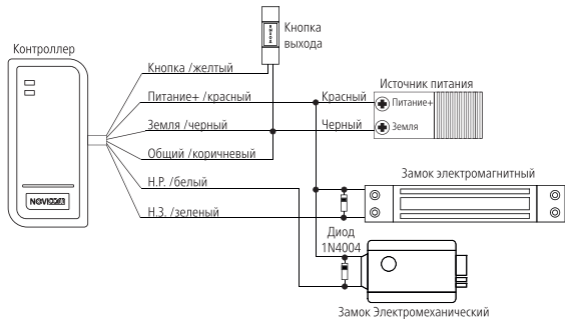 Кнопка
выхода
Контроллер
Кнопка /желтый
Источник питания
Питание+ /красный
Красный
Питание+
Земля /черный
Черный
Земля
Общий /коричневый
Замок электромагнитный
Н.Р. /белый
NOVI
Н.З. /зеленый
Диод
1N4004
Замок Электромеханический